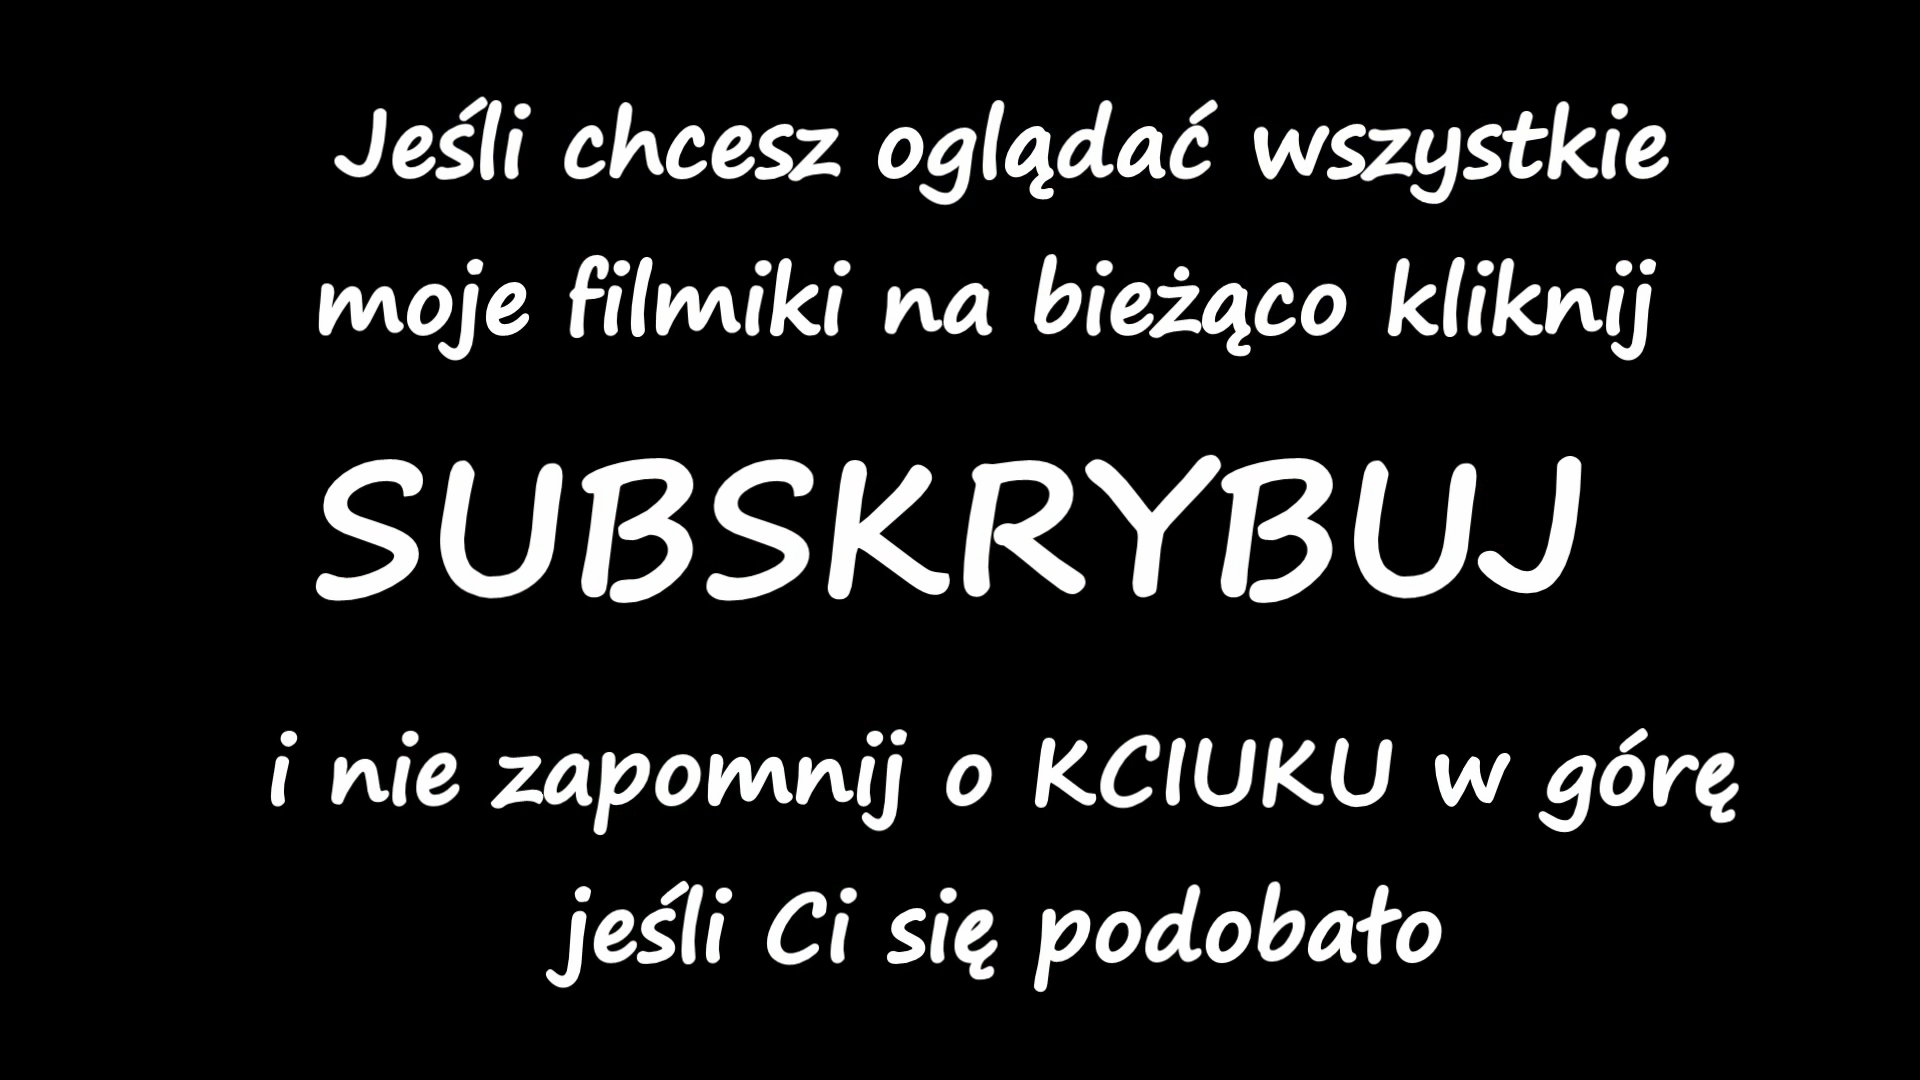 Jeśli chcesz oglądać wszystkie
moje filmiki na bieżąco kliknij
SUBSKRYBUJ
i nie zapomnij o KCIUKU w górę
jeśli Ci się podobało